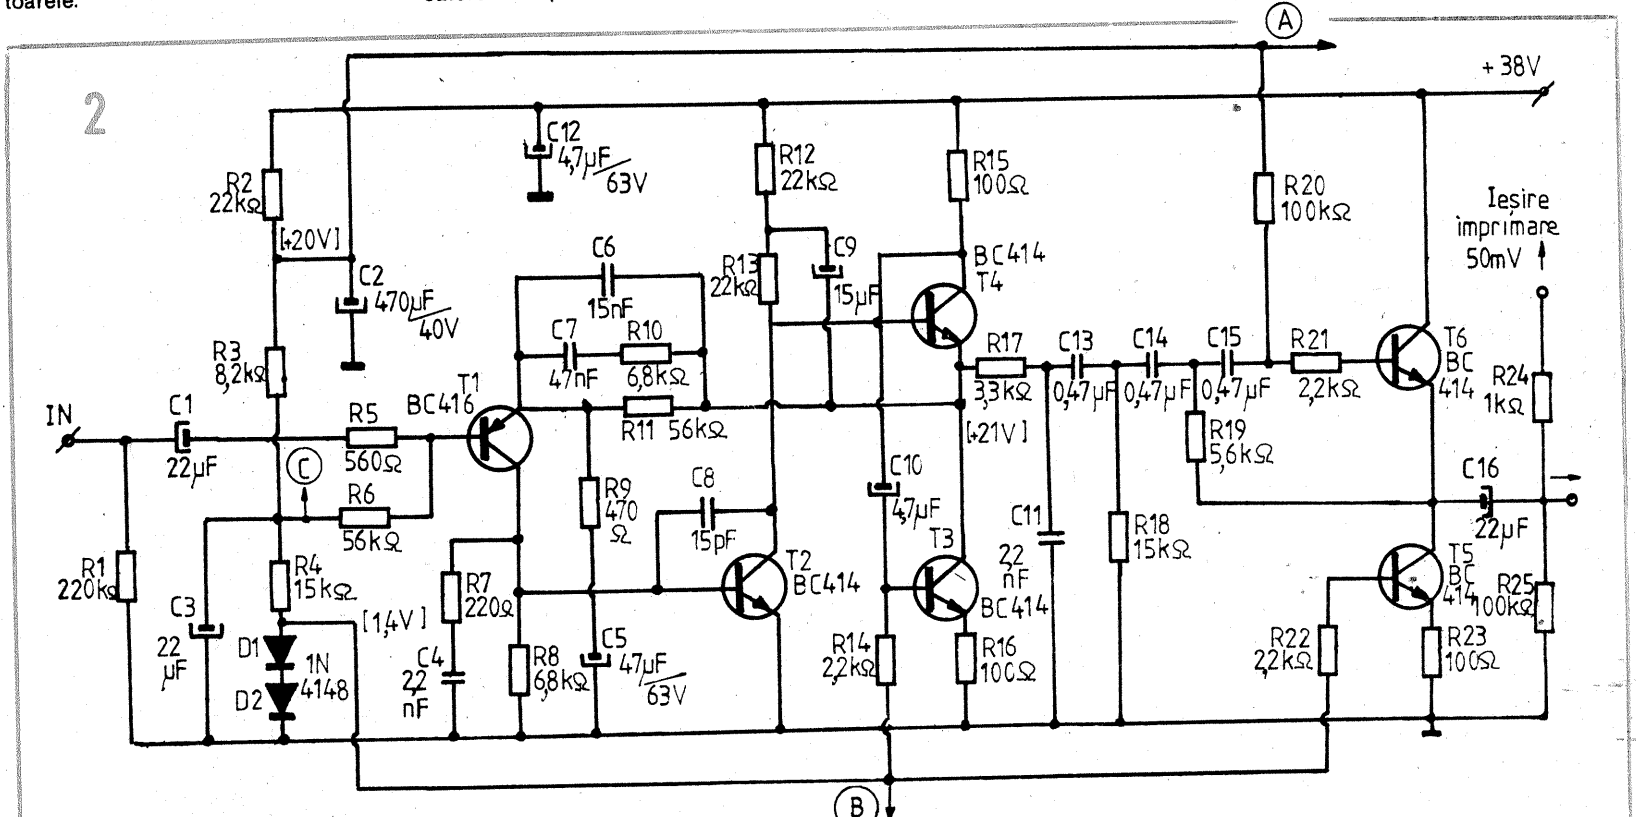 toarele.
2
A
+38V
C12
4,7µF/63V
R12
22kΩ
R15
100Ω
R2
22kΩ
R20
100kΩ
Ieșire
imprimare
50mV
[+20V]
C2
470µF/40V
C6
15nF
R13
22kΩ
C9
15µF
BC414
T4
R3
8,2kΩ
C7
47nF
R10
6,8kΩ
R17
3,3kΩ
C13
0,47µF
C14
0,47µF
C15
0,47µF
R21
2,2kΩ
T6
BC
414
R24
1kΩ
T1
BC416
IN
C1
22µF
R5
560Ω
R11 56kΩ
[+21V]
R19
5,6kΩ
C
R6
56kΩ
R9
470
Ω
C8
15pF
C10
4,7µF
C16
22µF
C11
2,2
nF
R18
15kΩ
R1
220kΩ
R4
15kΩ
R7
220Ω
T2
BC414
T3
BC414
T5
BC
414
R25
100kΩ
C3
22
µF
[1,4V]
D1
1N
4148
D2
C4
2,2
nF
R8
6,8kΩ
C5
47µF/63V
R14
2,2kΩ
R16
100Ω
R22
2,2kΩ
R23
100Ω
B